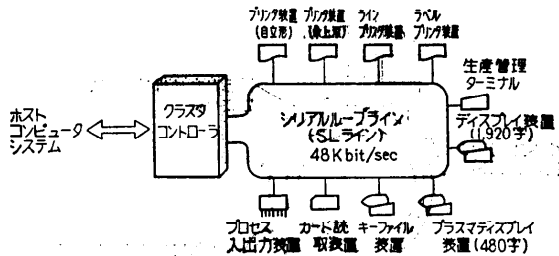 プリンタ装置
(自立形)
プリンタ装置
(卓上形)
ライン
プリンタ装置
ラベル
プリンタ装置
生産管理
ターミナル
ホスト
コンピュータ
システム
クラスタ
コントローラ
シリアルループライン
(SLライン)
48Kbit/sec
ディスプレイ装置
(1,920字)
プロセス
入出力装置
カード読
取装置
キーファイル
装置
プラズマディスプレイ
装置(480字)